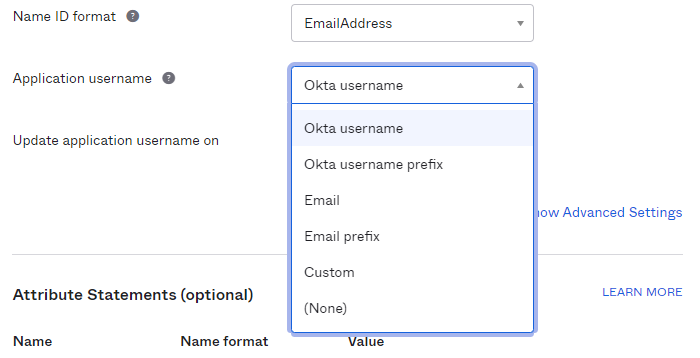 Name ID format ?
EmailAddress
Application username ?
Okta username
Okta username
Okta username prefix
Email
Email prefix
Custom
(None)
Update application username on
how Advanced Settings
Attribute Statements (optional)
LEARN MORE
Name Name format Value